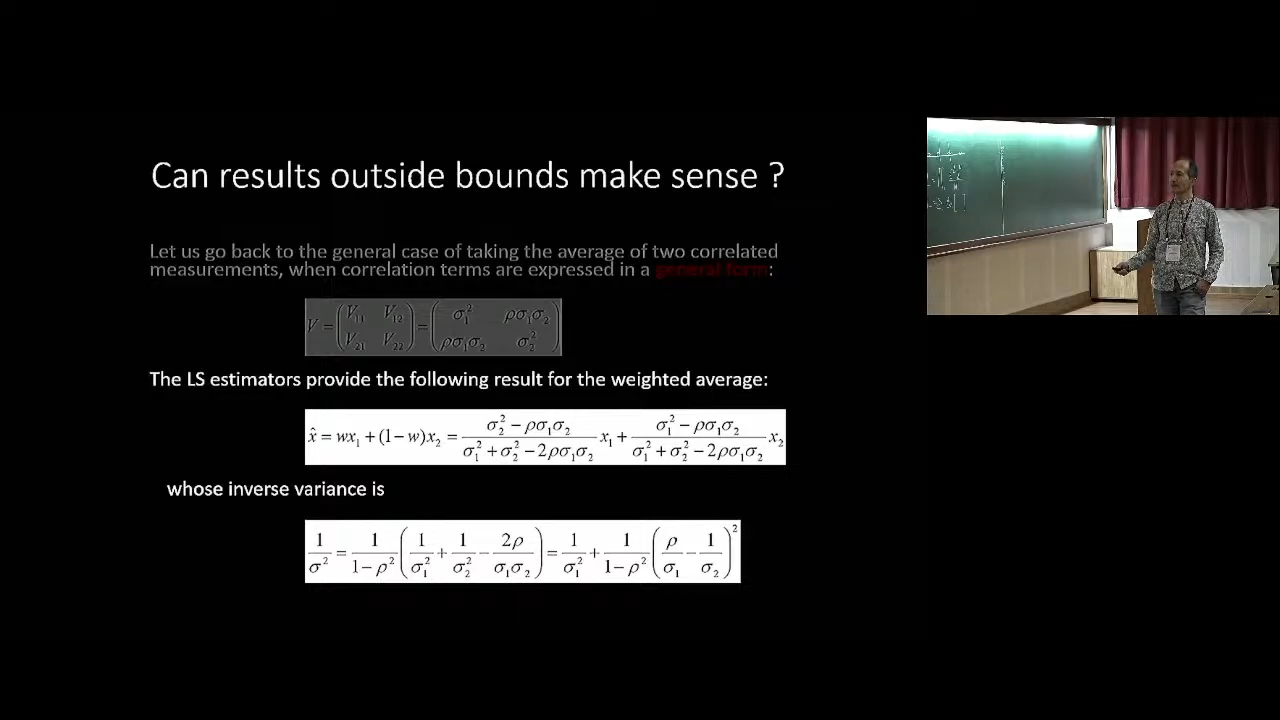 Can results outside bounds make sense ?
Let us go back to the general case of taking the average of two correlated
measurements, when correlation terms are expressed in a general form:
V = ( V₁₁ V₁₂ ; V₂₁ V₂₂ ) = ( σ₁² ρσ₁σ₂ ; ρσ₁σ₂ σ₂² )
The LS estimators provide the following result for the weighted average:
x̂ = wx₁ + (1−w)x₂ = (σ₂² − ρσ₁σ₂)/(σ₁² + σ₂² − 2ρσ₁σ₂) x₁ + (σ₁² − ρσ₁σ₂)/(σ₁² + σ₂² − 2ρσ₁σ₂) x₂
whose inverse variance is
1/σ² = 1/(1−ρ²) (1/σ₁² + 1/σ₂² − 2ρ/(σ₁σ₂)) = 1/σ₁² + 1/(1−ρ²) (ρ/σ₁ − 1/σ₂)²